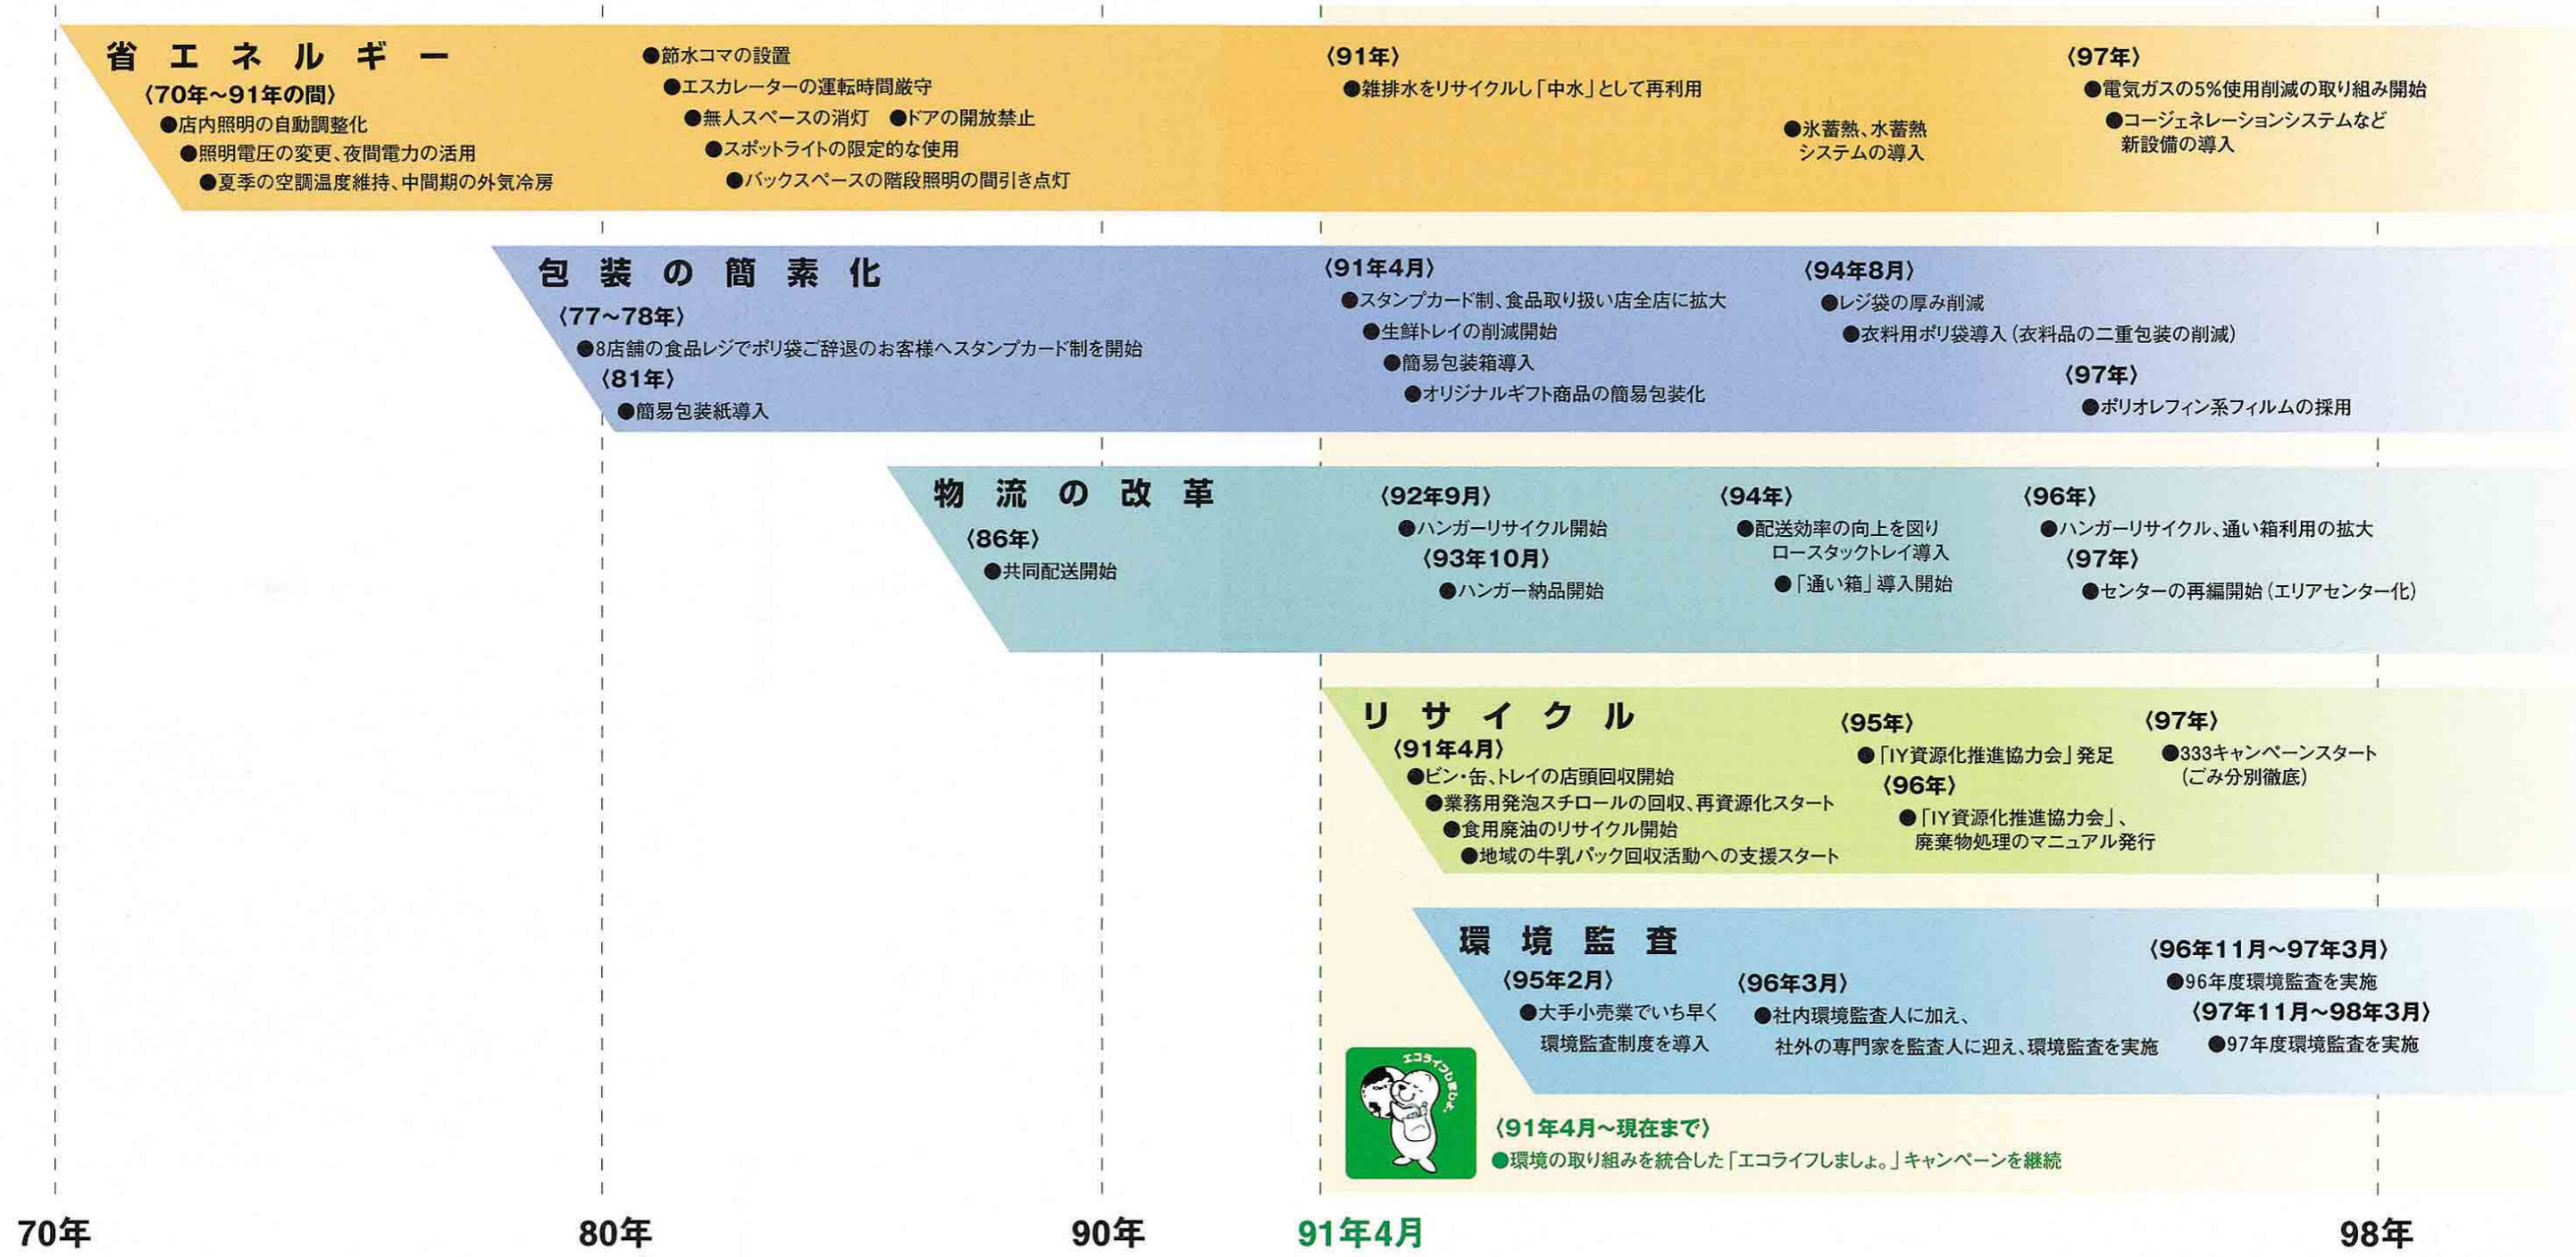 省エネルギー
〈70年～91年の間〉
●店内照明の自動調整化
●照明電圧の変更、夜間電力の活用
●夏季の空調温度維持、中間期の外気冷房
●節水コマの設置
●エスカレーターの運転時間厳守
●無人スペースの消灯 ●ドアの開放禁止
●スポットライトの限定的な使用
●バックスペースの階段照明の間引き点灯
〈91年〉
●雑排水をリサイクルし「中水」として再利用
●氷蓄熱、水蓄熱
システムの導入
〈97年〉
●電気ガスの5%使用削減の取り組み開始
●コージェネレーションシステムなど
新設備の導入
包装の簡素化
〈77～78年〉
●8店舗の食品レジでポリ袋ご辞退のお客様へスタンプカード制を開始
〈81年〉
●簡易包装紙導入
〈91年4月〉
●スタンプカード制、食品取り扱い店全店に拡大
●生鮮トレイの削減開始
●簡易包装箱導入
●オリジナルギフト商品の簡易包装化
〈94年8月〉
●レジ袋の厚み削減
●衣料用ポリ袋導入(衣料品の二重包装の削減)
〈97年〉
●ポリオレフィン系フィルムの採用
物流の改革
〈86年〉
●共同配送開始
〈92年9月〉
●ハンガーリサイクル開始
〈93年10月〉
●ハンガー納品開始
〈94年〉
●配送効率の向上を図り
ロースタックトレイ導入
●「通い箱」導入開始
〈96年〉
●ハンガーリサイクル、通い箱利用の拡大
〈97年〉
●センターの再編開始(エリアセンター化)
リサイクル
〈91年4月〉
●ビン・缶、トレイの店頭回収開始
●業務用発泡スチロールの回収、再資源化スタート
●食用廃油のリサイクル開始
●地域の牛乳パック回収活動への支援スタート
〈95年〉
●「IY資源化推進協力会」発足
〈96年〉
●「IY資源化推進協力会」、
廃棄物処理のマニュアル発行
〈97年〉
●333キャンペーンスタート
(ごみ分別徹底)
環境監査
〈95年2月〉
●大手小売業でいち早く
環境監査制度を導入
〈96年3月〉
●社内環境監査人に加え、
社外の専門家を監査人に迎え、環境監査を実施
〈96年11月～97年3月〉
●96年度環境監査を実施
〈97年11月～98年3月〉
●97年度環境監査を実施
エコライフしましょ。
〈91年4月～現在まで〉
●環境の取り組みを統合した「エコライフしましょ。」キャンペーンを継続
70年
80年
90年
91年4月
98年